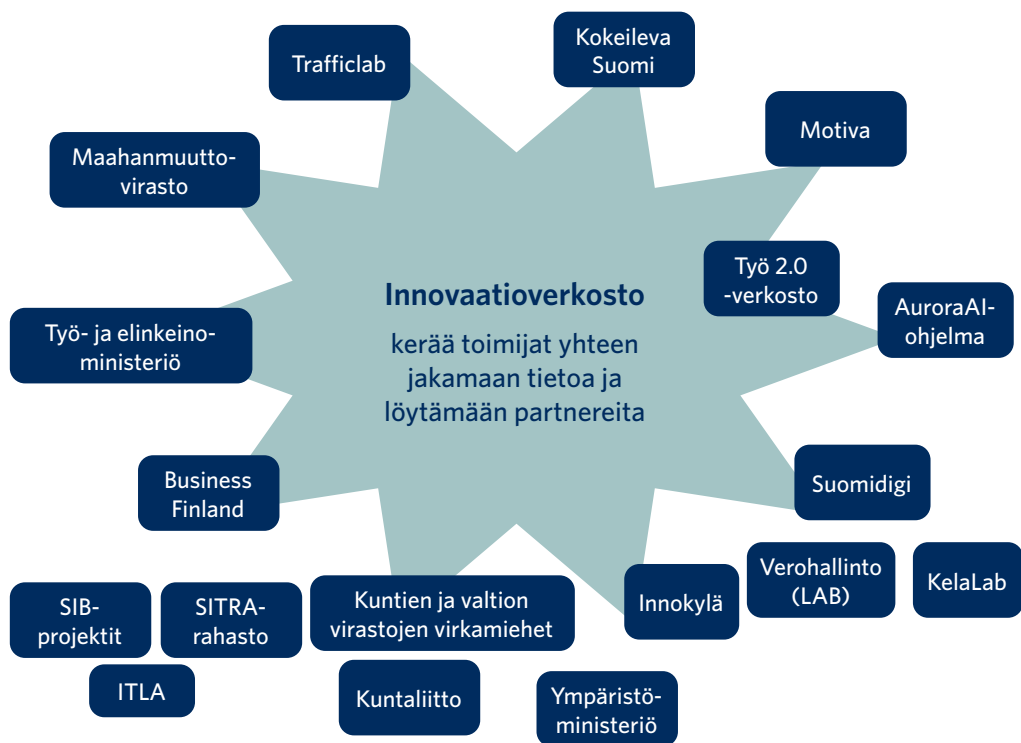 Trafficlab
Kokeileva
Suomi
Motiva
Maahanmuutto-
virasto
Työ 2.0
-verkosto
AuroraAI-
ohjelma
Innovaatioverkosto
kerää toimijat yhteen
jakamaan tietoa ja
löytämään partnereita
Työ- ja elinkeino-
ministeriö
Business
Finland
Suomidigi
SIB-
projektit
SITRA-
rahasto
Kuntien ja valtion
virastojen virkamiehet
Innokylä
Verohallinto
(LAB)
KelaLab
ITLA
Kuntaliitto
Ympäristö-
ministeriö